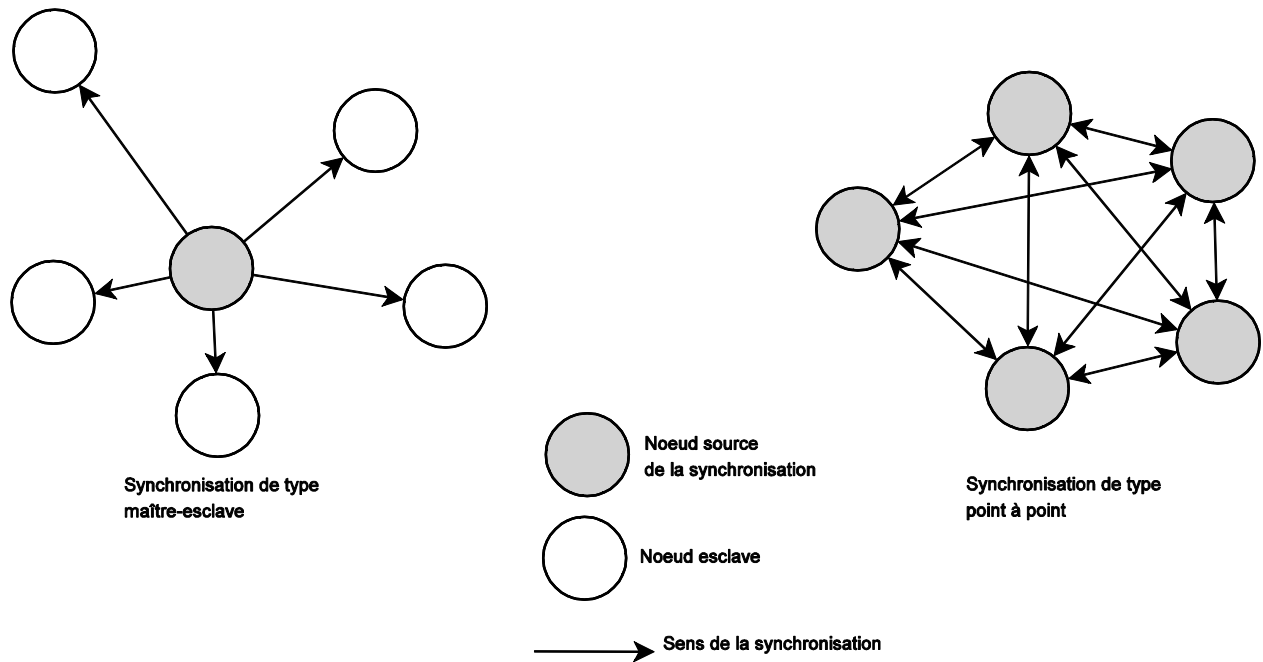 Synchronisation de type
maître-esclave
Noeud source
de la synchronisation
Noeud esclave
Sens de la synchronisation
Synchronisation de type
point à point